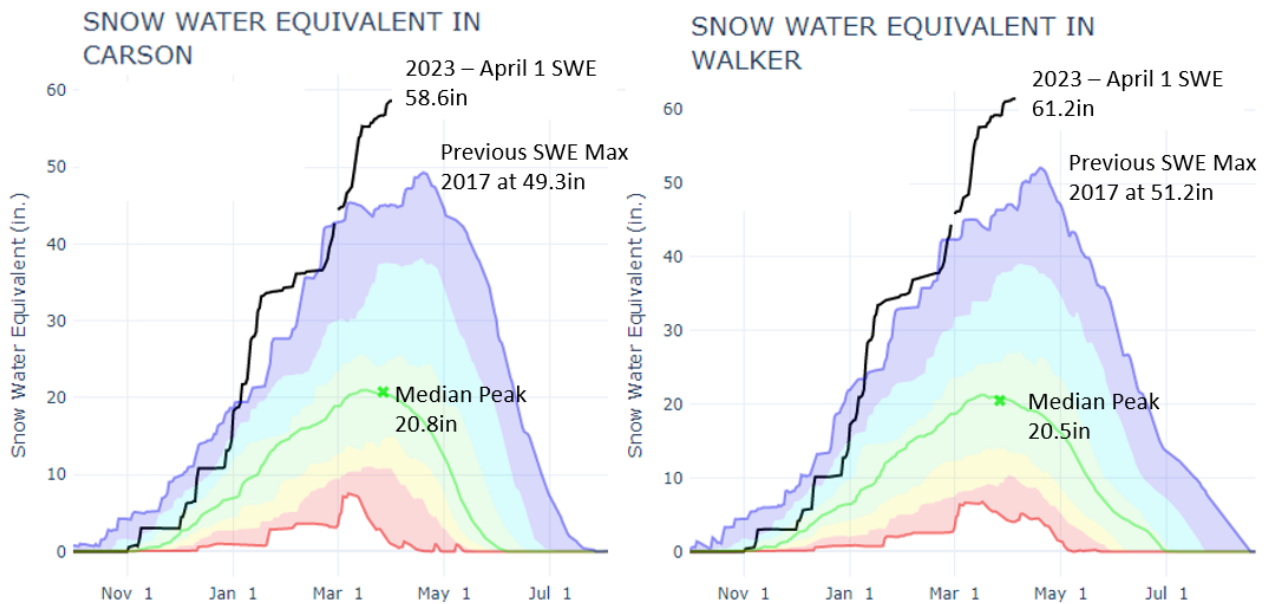 SNOW WATER EQUIVALENT IN
CARSON
2023 – April 1 SWE
58.6in
Previous SWE Max
2017 at 49.3in
Median Peak
20.8in
Snow Water Equivalent (in.)
60
50
40
30
20
10
0
Nov 1
Jan 1
Mar 1
May 1
Jul 1
SNOW WATER EQUIVALENT IN
WALKER
2023 – April 1 SWE
61.2in
Previous SWE Max
2017 at 51.2in
Median Peak
20.5in
Snow Water Equivalent (in.)
60
50
40
30
20
10
0
Nov 1
Jan 1
Mar 1
May 1
Jul 1